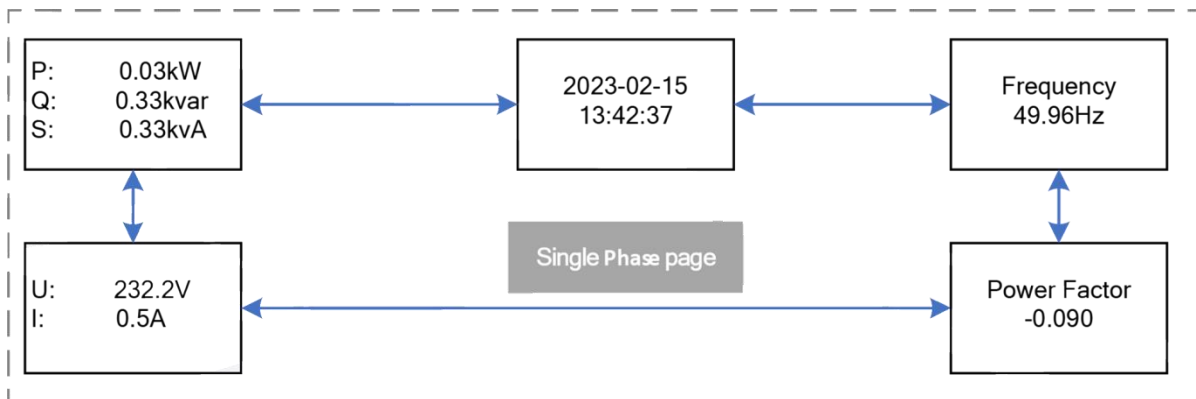 P: 0.03kW
Q: 0.33kvar
S: 0.33kvA
2023-02-15
13:42:37
Frequency
49.96Hz
Single Phase page
U: 232.2V
I: 0.5A
Power Factor
-0.090